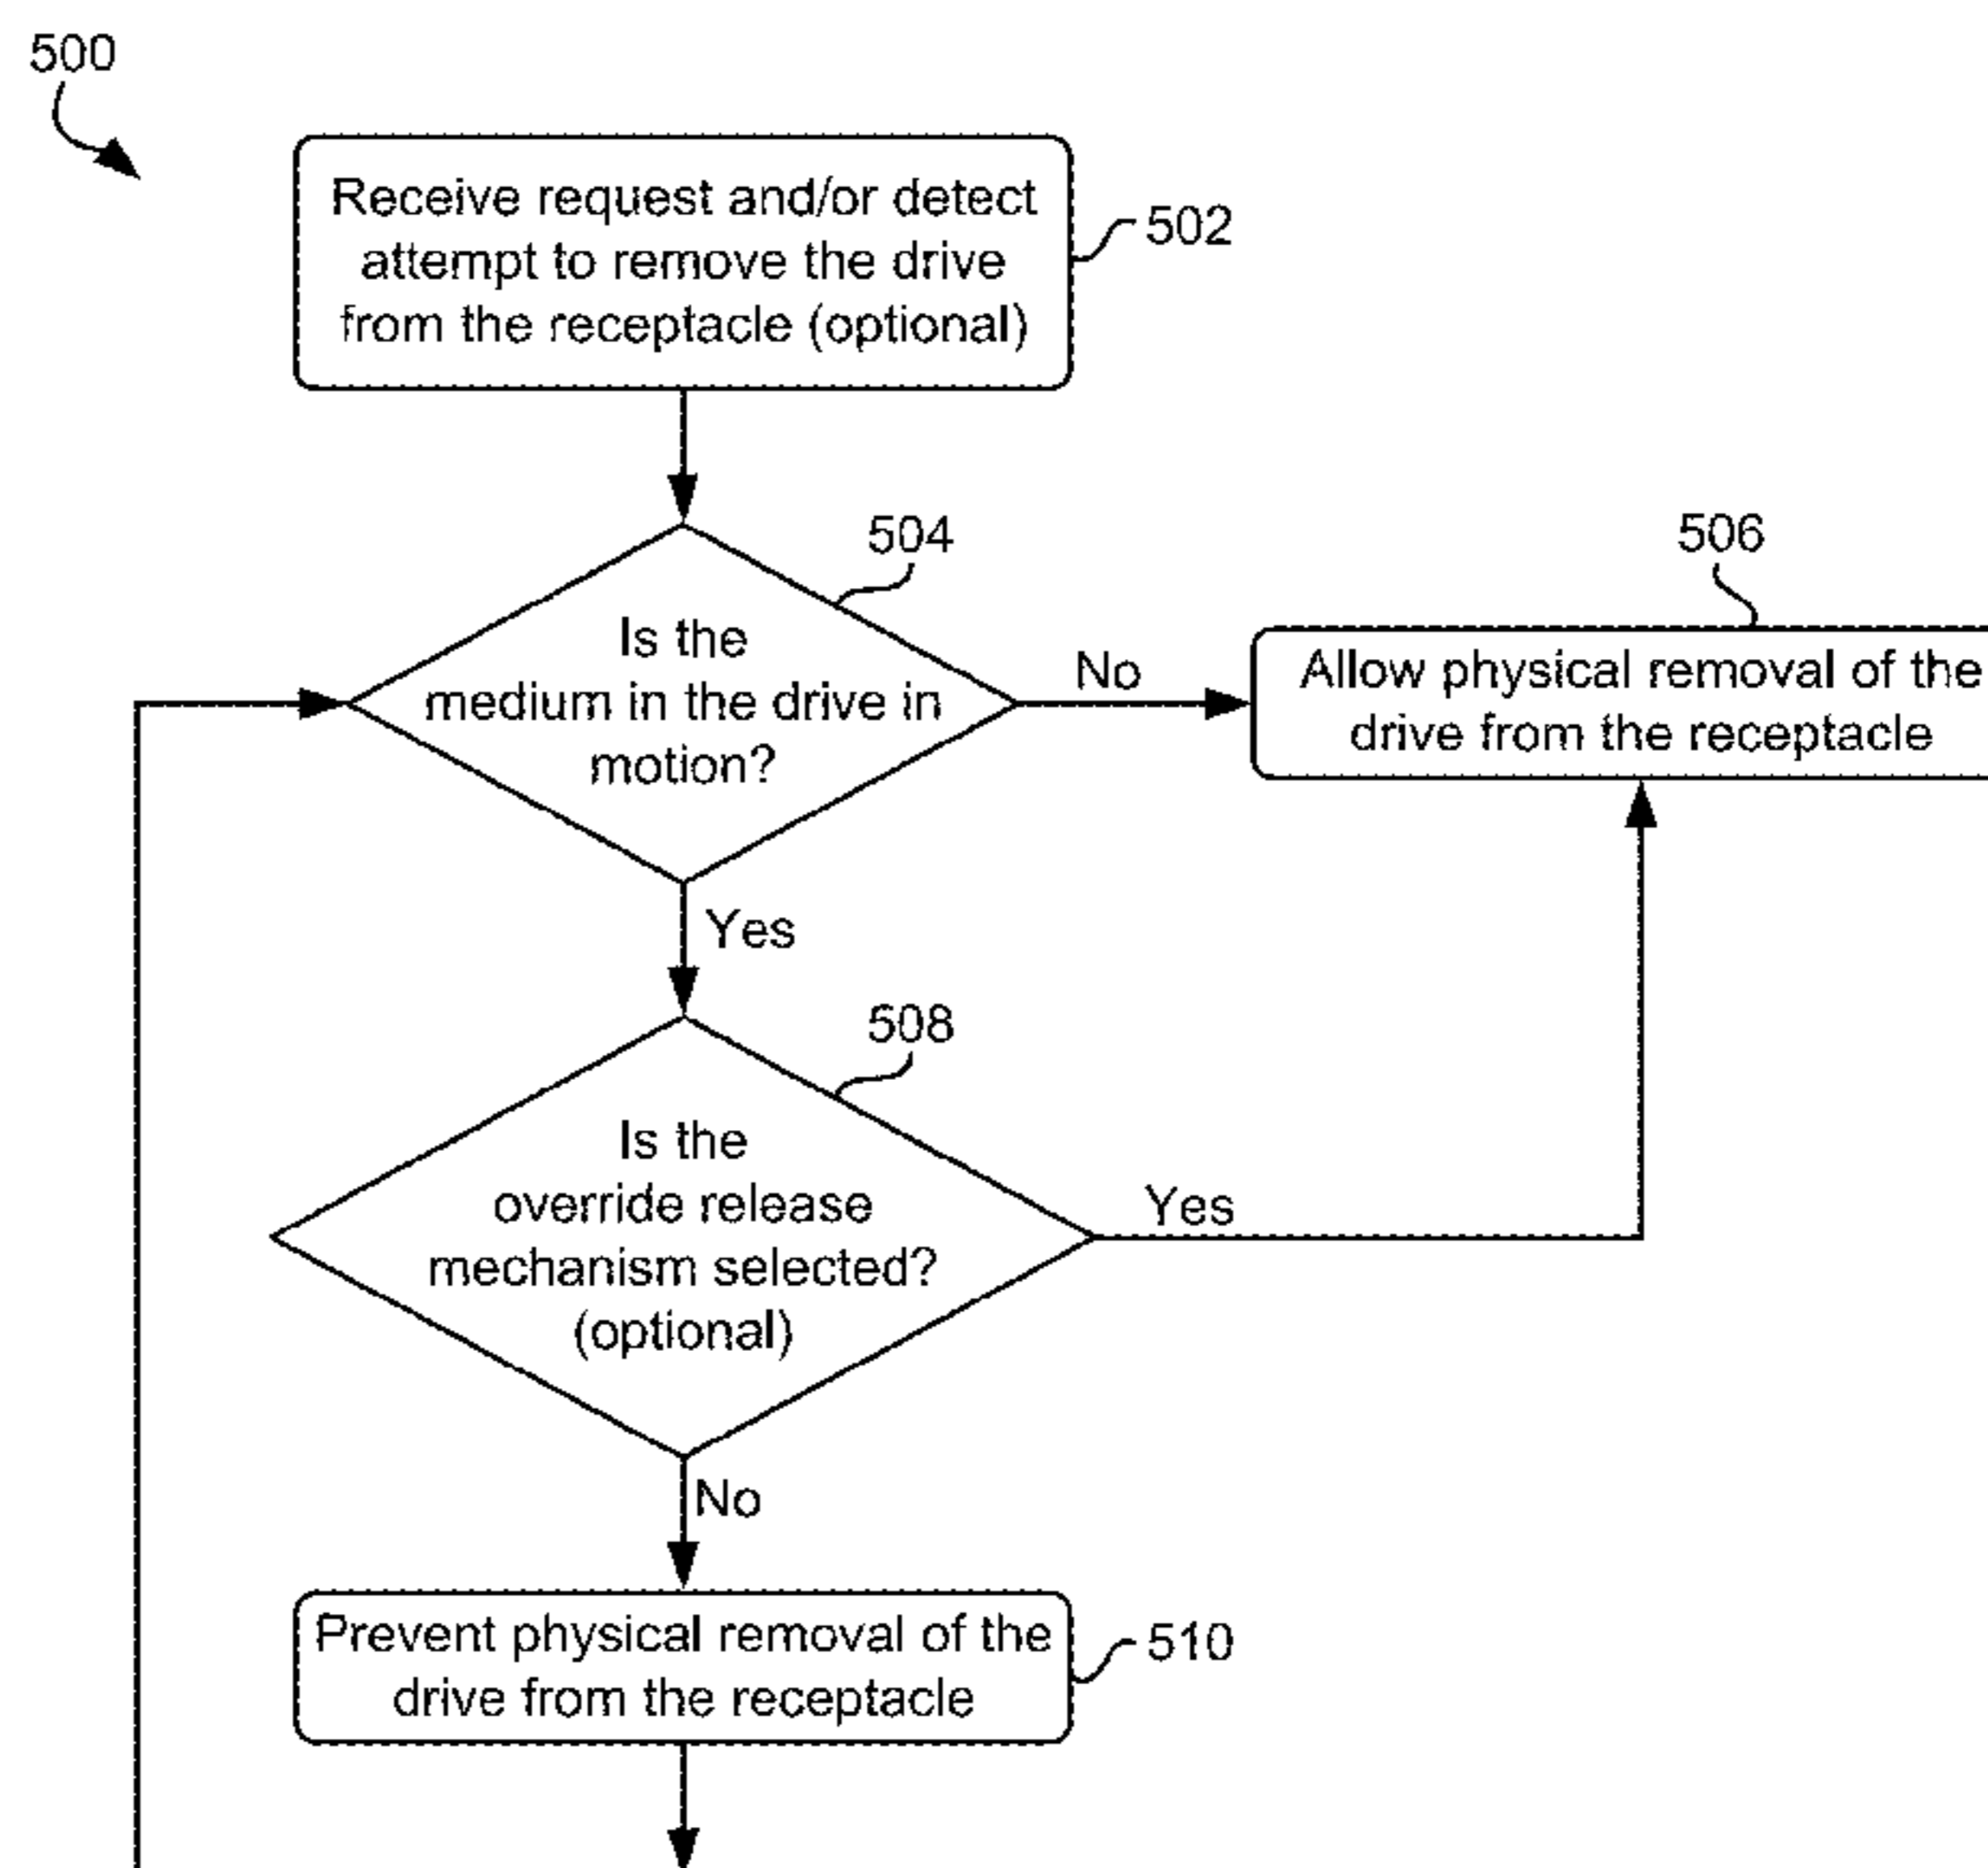 500
Receive request and/or detect
attempt to remove the drive
from the receptacle (optional)
502
504
Is the
medium in the drive in
motion?
No
506
Allow physical removal of the
drive from the receptacle
Yes
508
Is the
override release
mechanism selected?
(optional)
Yes
No
Prevent physical removal of the
drive from the receptacle
510